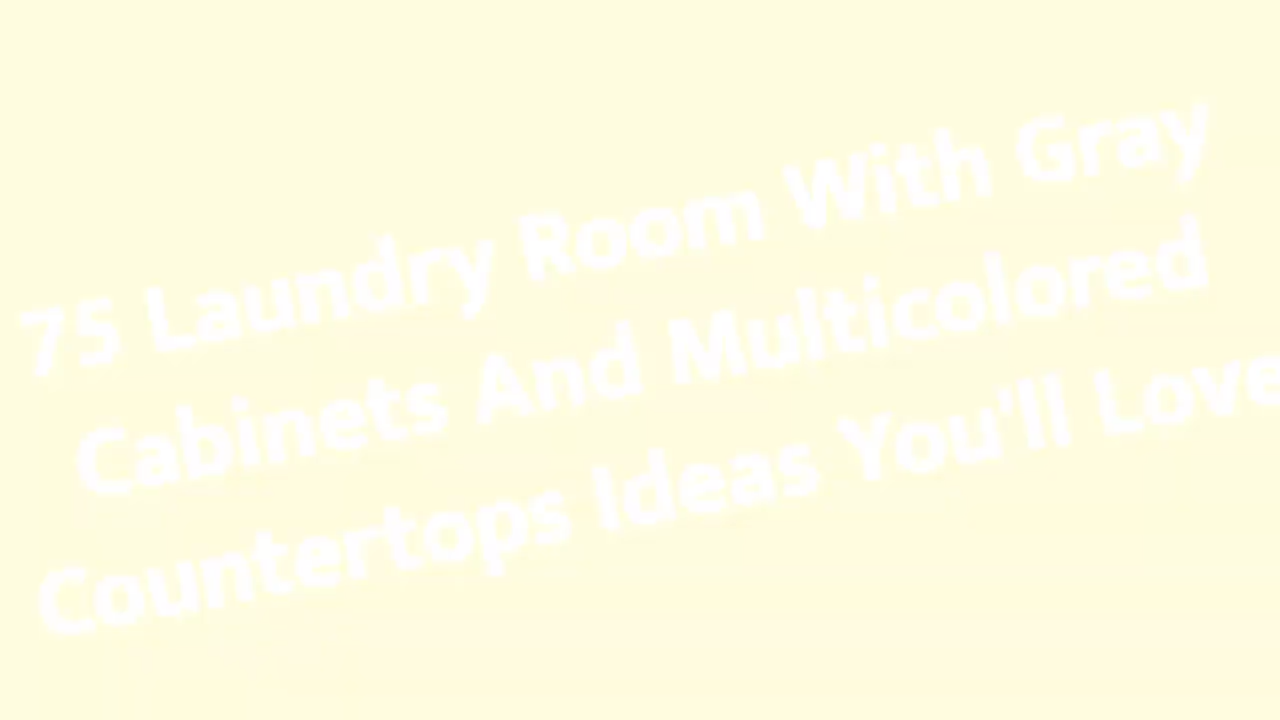 75 Laundry Room With Gray
Cabinets And Multicolored
Countertops Ideas You'll Love